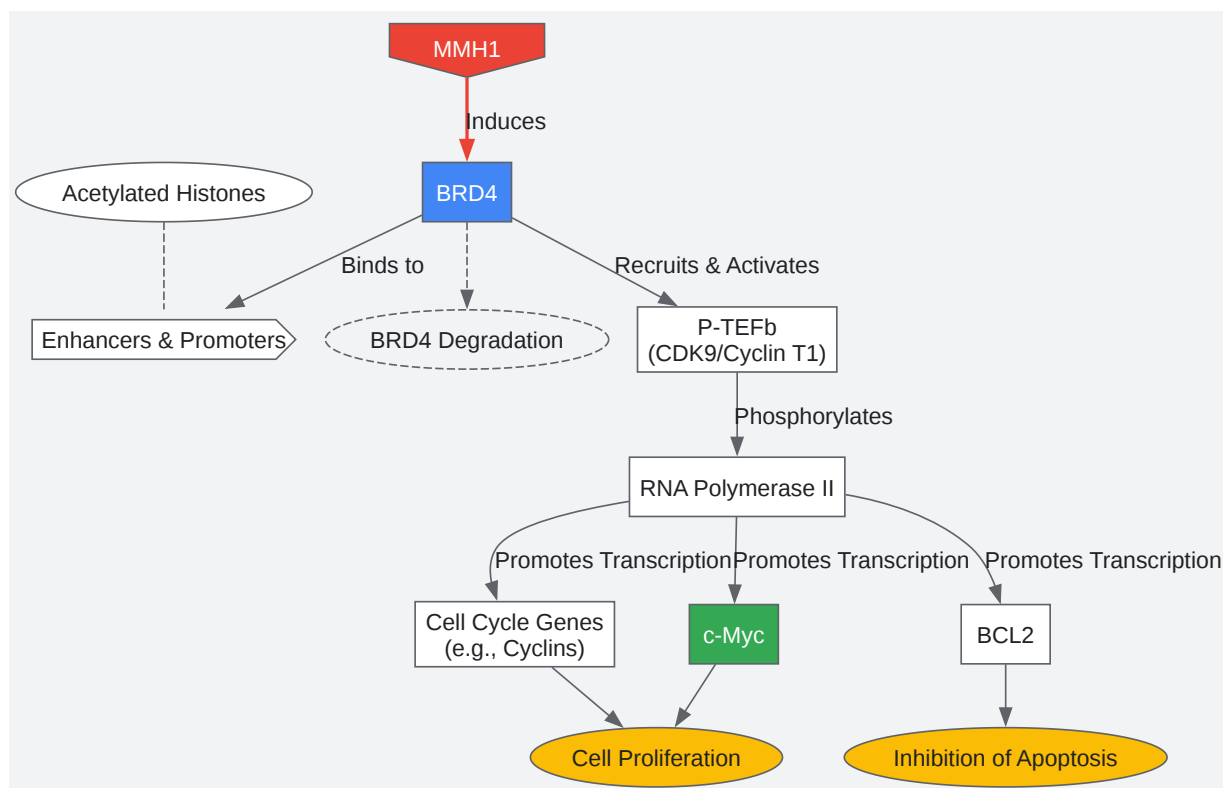 MMH1
Induces
Acetylated Histones
BRD4
Binds to
Recruits & Activates
Enhancers & Promoters
BRD4 Degradation
P-TEFb
(CDK9/Cyclin T1)
Phosphorylates
RNA Polymerase II
Promotes Transcription
Promotes Transcription
Promotes Transcription
Cell Cycle Genes
(e.g., Cyclins)
c-Myc
BCL2
Cell Proliferation
Inhibition of Apoptosis